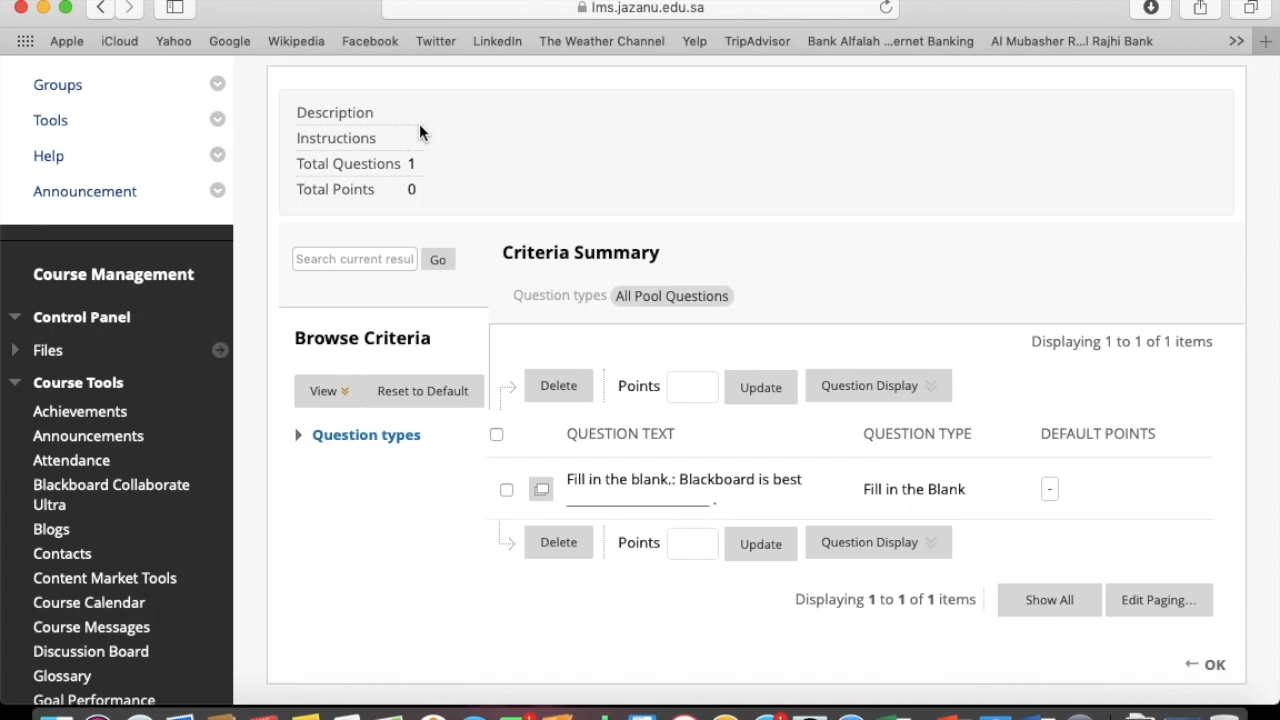 lms.jazanu.edu.sa
Apple iCloud Yahoo Google Wikipedia Facebook Twitter LinkedIn The Weather Channel Yelp TripAdvisor Bank Alfalah ...ernet Banking Al Mubasher R...l Rajhi Bank >>
Groups
Tools
Help
Announcement
Course Management
Control Panel
Files
Course Tools
Achievements
Announcements
Attendance
Blackboard Collaborate
Ultra
Blogs
Contacts
Content Market Tools
Course Calendar
Course Messages
Discussion Board
Glossary
Goal Performance
Description
Instructions
Total Questions 1
Total Points 0
Search current resul Go
Criteria Summary
Question types All Pool Questions
Browse Criteria
View Reset to Default
Question types
Displaying 1 to 1 of 1 items
Delete Points Update Question Display
QUESTION TEXT QUESTION TYPE DEFAULT POINTS
Fill in the blank.: Blackboard is best Fill in the Blank -
____________________ .
Delete Points Update Question Display
Displaying 1 to 1 of 1 items Show All Edit Paging...
← OK